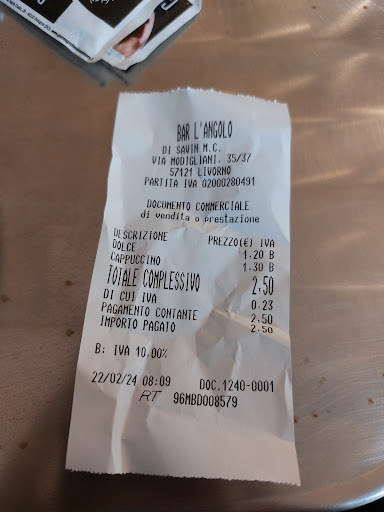 BAR L'ANGOLO
DI SAVIN M.C.
VIA MODIGLIANI, 35/37
57121 LIVORNO
PARTITA IVA 02000280491
DOCUMENTO COMMERCIALE
di vendita o prestazione
DESCRIZIONE PREZZO(€) IVA
DOLCE 1.20 B
CAPPUCCINO 1.30 B
TOTALE COMPLESSIVO 2.50
DI CUI IVA 0.23
PAGAMENTO CONTANTE 2.50
IMPORTO PAGATO 2.50
B: IVA 10.00%
22/02/24 08:09 DOC.1240-0001
RT 96MBD008579